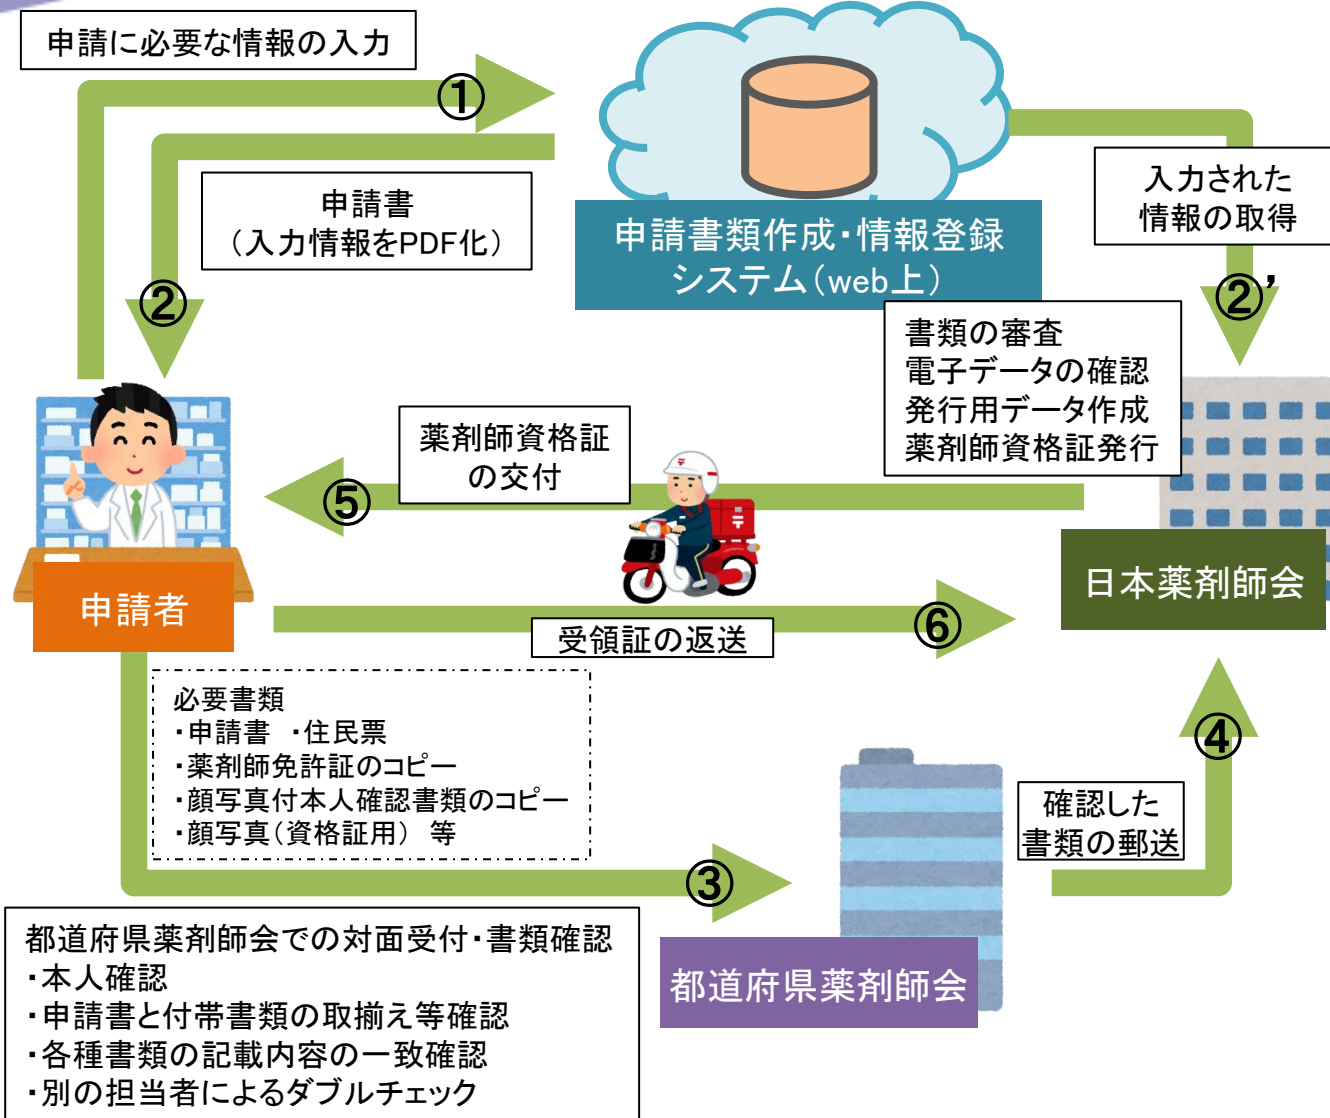 申請に必要な情報の入力
①
申請書
（入力情報をPDF化）
②
申請書類作成・情報登録
システム（web上）
入力された
情報の取得
②’
書類の審査
電子データの確認
発行用データ作成
薬剤師資格証発行
薬剤師資格証
の交付
⑤
〒
〒
申請者
日本薬剤師会
受領証の返送
⑥
必要書類
・申請書　・住民票
・薬剤師免許証のコピー
・顔写真付本人確認書類のコピー
・顔写真（資格証用）　等
③
④
確認した
書類の郵送
都道府県薬剤師会
都道府県薬剤師会での対面受付・書類確認
・本人確認
・申請書と付帯書類の取揃え等確認
・各種書類の記載内容の一致確認
・別の担当者によるダブルチェック